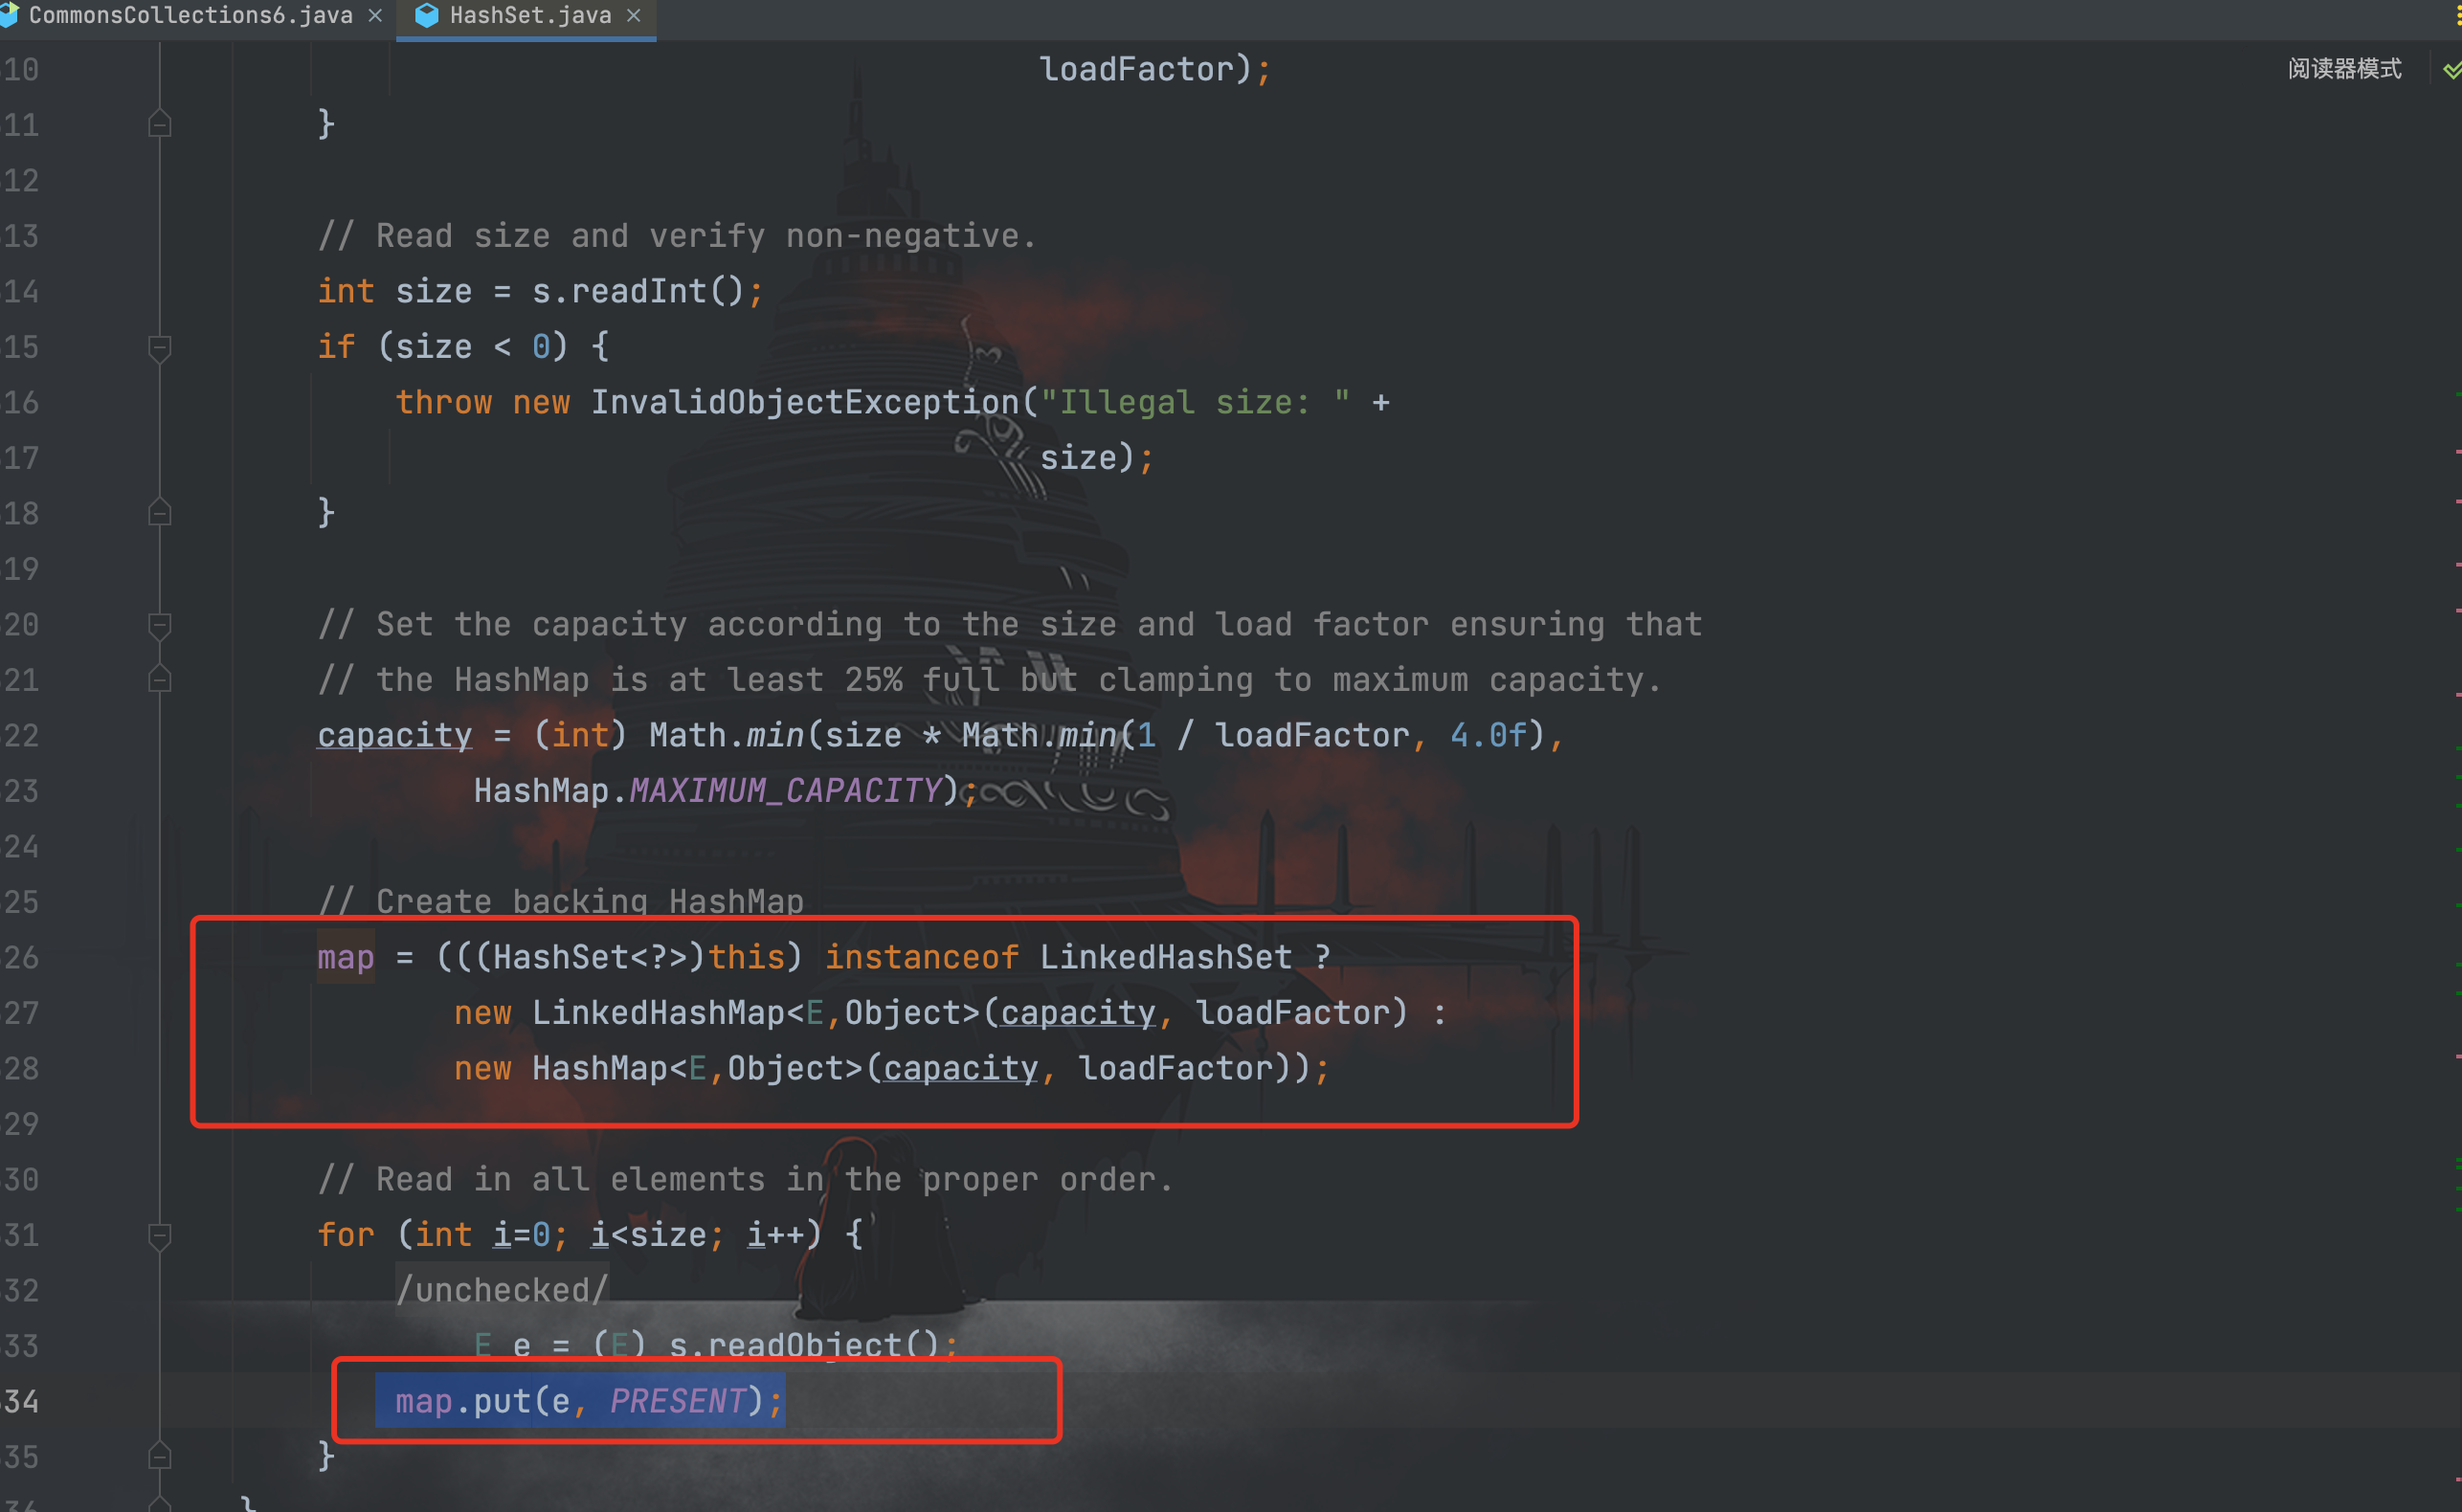 CommonsCollections6.java × HashSet.java ×
阅读器模式
10 loadFactor);
11 }
12
13 // Read size and verify non-negative.
14 int size = s.readInt();
15 if (size < 0) {
16 throw new InvalidObjectException("Illegal size: " +
17 size);
18 }
19
20 // Set the capacity according to the size and load factor ensuring that
21 // the HashMap is at least 25% full but clamping to maximum capacity.
22 capacity = (int) Math.min(size * Math.min(1 / loadFactor, 4.0f),
23 HashMap.MAXIMUM_CAPACITY);
24
25 // Create backing HashMap
26 map = (((HashSet<?>)this) instanceof LinkedHashSet ?
27 new LinkedHashMap<E,Object>(capacity, loadFactor) :
28 new HashMap<E,Object>(capacity, loadFactor));
29
30 // Read in all elements in the proper order.
31 for (int i=0; i<size; i++) {
32 /unchecked/
33 E e = (E) s.readObject();
34 map.put(e, PRESENT);
35 }
36 }